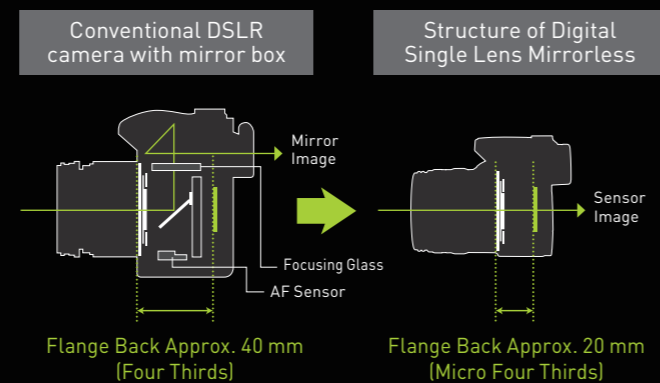 Conventional DSLR
camera with mirror box
Structure of Digital
Single Lens Mirrorless
Mirror
Image
Sensor
Image
Focusing Glass
AF Sensor
Flange Back Approx. 40 mm
(Four Thirds)
Flange Back Approx. 20 mm
(Micro Four Thirds)